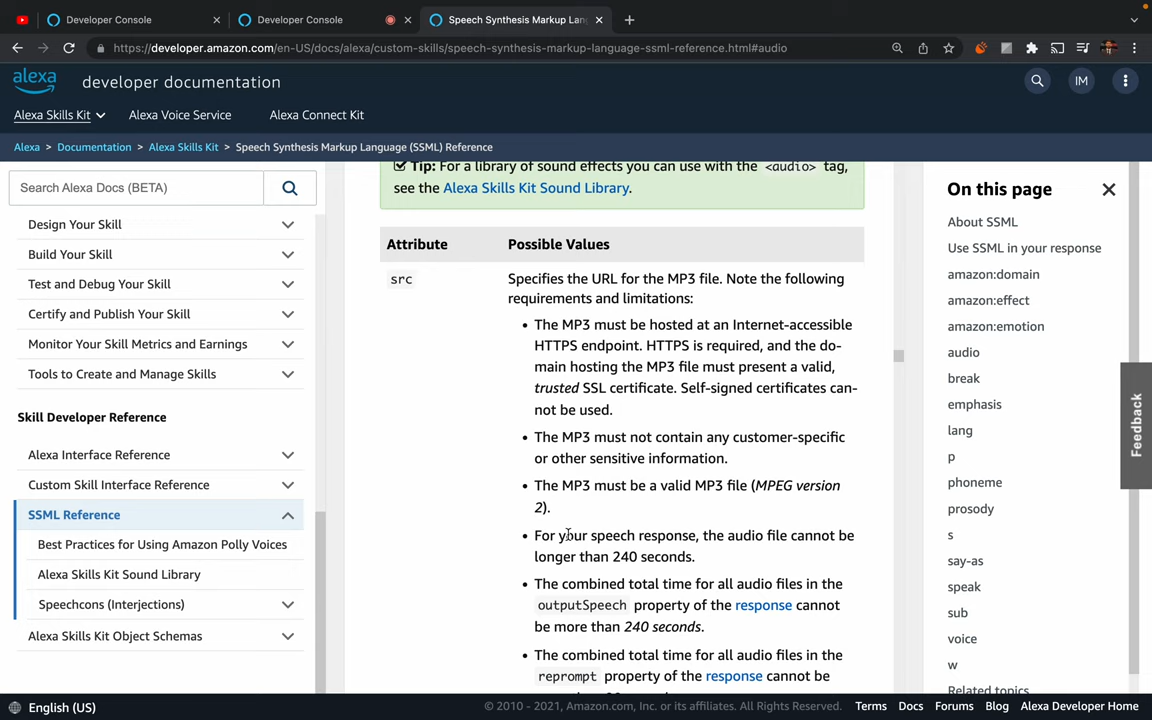 Developer Console
Developer Console
Speech Synthesis Markup Lan
https://developer.amazon.com/en-US/docs/alexa/custom-skills/speech-synthesis-markup-language-ssml-reference.html#audio
alexa
developer documentation
IM
Alexa Skills Kit
Alexa Voice Service
Alexa Connect Kit
Alexa > Documentation > Alexa Skills Kit > Speech Synthesis Markup Language (SSML) Reference
Search Alexa Docs (BETA)
Design Your Skill
Build Your Skill
Test and Debug Your Skill
Certify and Publish Your Skill
Monitor Your Skill Metrics and Earnings
Tools to Create and Manage Skills
Skill Developer Reference
Alexa Interface Reference
Custom Skill Interface Reference
SSML Reference
Best Practices for Using Amazon Polly Voices
Alexa Skills Kit Sound Library
Speechcons (Interjections)
Alexa Skills Kit Object Schemas
Tip: For a library of sound effects you can use with the <audio> tag,
see the Alexa Skills Kit Sound Library.
Attribute Possible Values
src Specifies the URL for the MP3 file. Note the following
requirements and limitations:
• The MP3 must be hosted at an Internet-accessible
HTTPS endpoint. HTTPS is required, and the do-
main hosting the MP3 file must present a valid,
trusted SSL certificate. Self-signed certificates can-
not be used.
• The MP3 must not contain any customer-specific
or other sensitive information.
• The MP3 must be a valid MP3 file (MPEG version
2).
• For your speech response, the audio file cannot be
longer than 240 seconds.
• The combined total time for all audio files in the
outputSpeech property of the response cannot
be more than 240 seconds.
• The combined total time for all audio files in the
reprompt property of the response cannot be
On this page
About SSML
Use SSML in your response
amazon:domain
amazon:effect
amazon:emotion
audio
break
emphasis
lang
p
phoneme
prosody
s
say-as
speak
sub
voice
w
Related topics
Feedback
English (US)
© 2010 - 2021, Amazon.com, Inc. or its affiliates. All Rights Reserved.
Terms
Docs
Forums
Blog
Alexa Developer Home